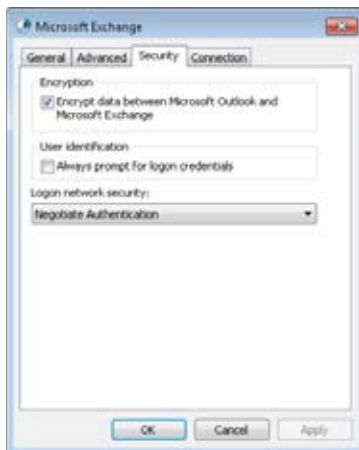 Microsoft Exchange
General Advanced Security Connection
Encryption
Encrypt data between Microsoft Outlook and
Microsoft Exchange
User identification
Always prompt for logon credentials
Logon network security:
Negotiate Authentication
OK Cancel Apply